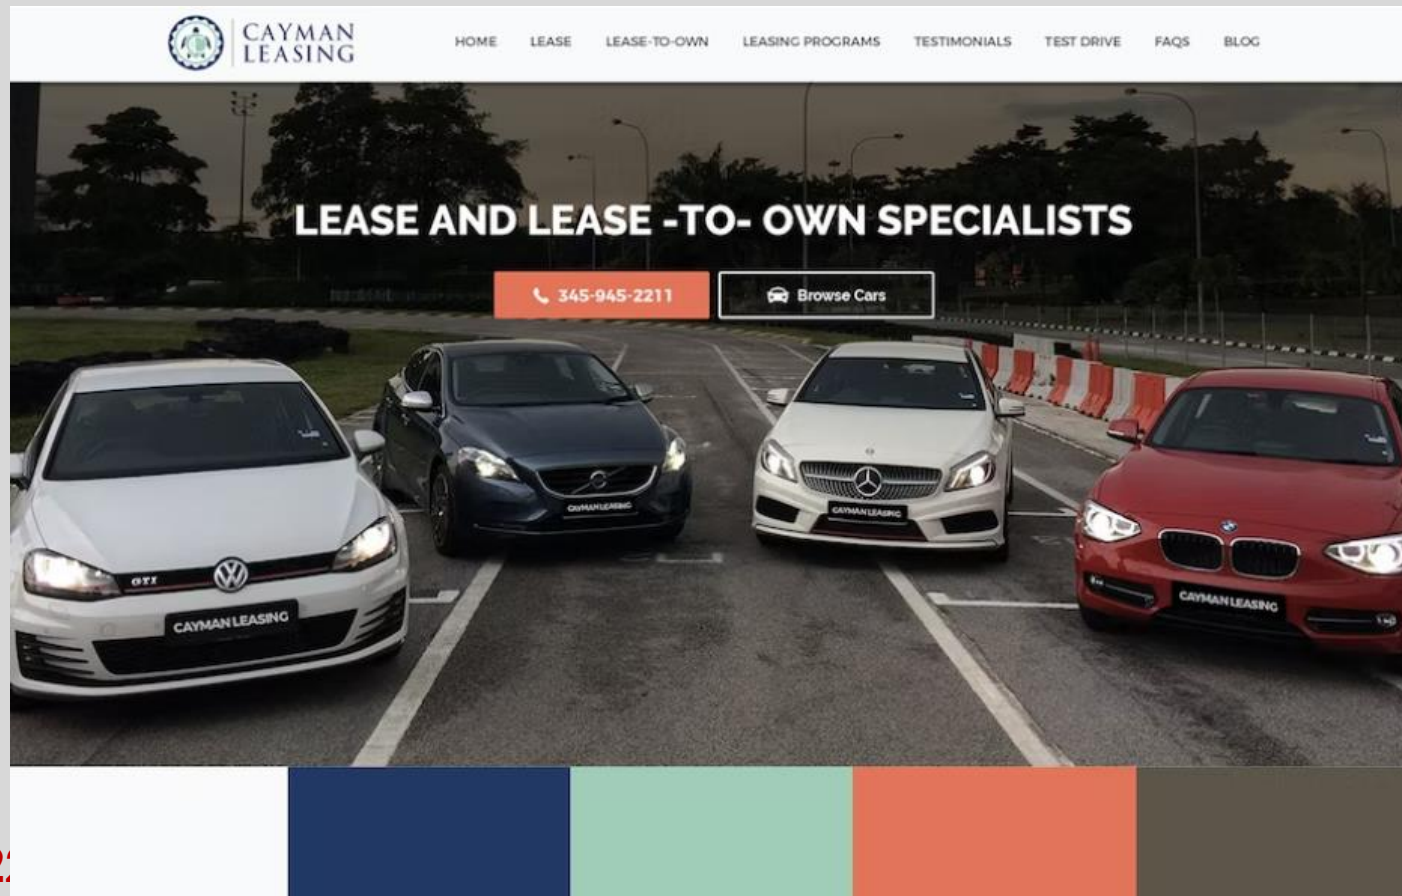 CAYMAN
LEASING
HOME LEASE LEASE-TO-OWN LEASING PROGRAMS TESTIMONIALS TEST DRIVE FAQS BLOG
LEASE AND LEASE -TO- OWN SPECIALISTS
345-945-2211 Browse Cars
GTI
CAYMAN LEASING
CAYMAN LEASING
CAYMAN LEASING
CAYMAN LEASING